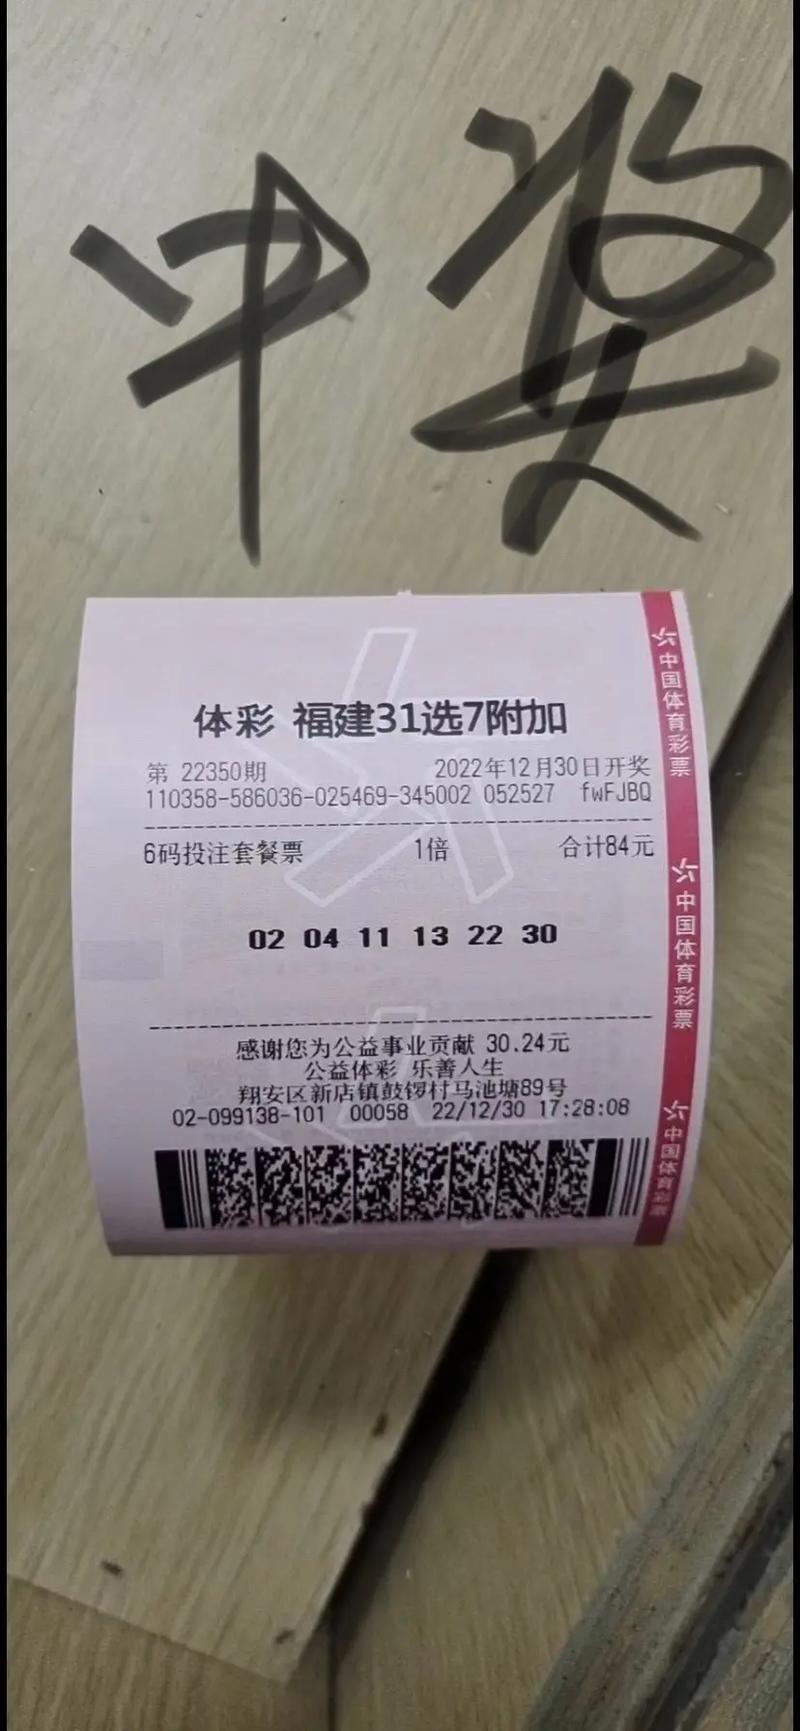 中奖
体彩 福建31选7附加
第 22350期 2022年12月30日开奖
110358-586036-025469-345002 052527 fwFJBQ
6码投注套餐票 1倍 合计84元
02 04 11 13 22 30
感谢您为公益事业贡献 30.24元
公益体彩 乐善人生
翔安区新店镇鼓锣村马池塘89号
02-099138-101 00058 22/12/30 17:28:08
中国体育彩票
中国体育彩票
中国体育彩票